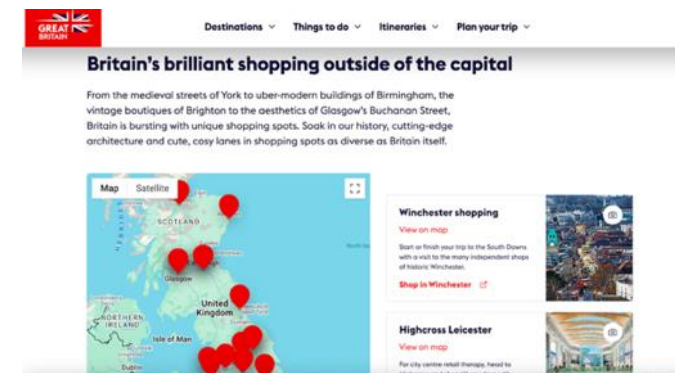 GREAT
BRITAIN
Destinations
Things to do
Itineraries
Plan your trip
Britain's brilliant shopping outside of the capital
From the medieval streets of York to uber-modern buildings of Birmingham, the
vintage boutiques of Brighton to the aesthetics of Glasgow's Buchanan Street,
Britain is bursting with unique shopping spots. Soak in our history, cutting-edge
architecture and cute, cosy lanes in shopping spots as diverse as Britain itself.
Map Satellite
SCOTLAND
Glasgow
United
Kingdom
NORTHERN
IRELAND
Isle of Man
Dublin
Winchester shopping
View on map
Start or finish your trip to the South Downs
with a visit to the many independent shops
of historic Winchester.
Shop in Winchester
Highcross Leicester
View on map
For city centre retail therapy, head to